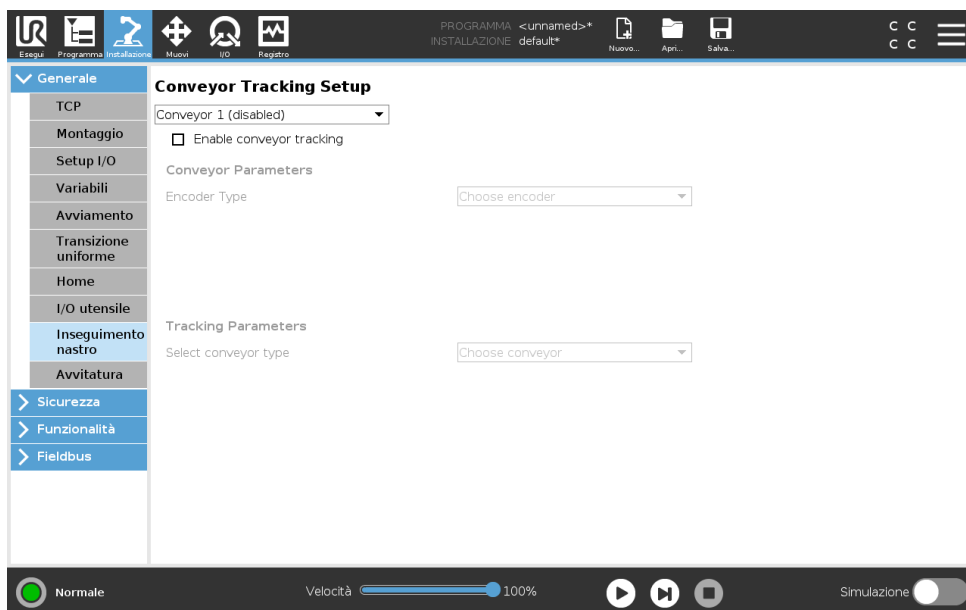 UR
PROGRAMMA <unnamed>*
INSTALLAZIONE default*
Esegui
Programma
Installazione
Muovi
I/O
Registro
Nuovo...
Apri...
Salva...
C C
C C
Generale
TCP
Montaggio
Setup I/O
Variabili
Avviamento
Transizione
uniforme
Home
I/O utensile
Inseguimento
nastro
Avvitatura
Sicurezza
Funzionalità
Fieldbus
Conveyor Tracking Setup
Conveyor 1 (disabled)
Enable conveyor tracking
Conveyor Parameters
Encoder Type
Choose encoder
Tracking Parameters
Select conveyor type
Choose conveyor
Normale
Velocità
100%
Simulazione